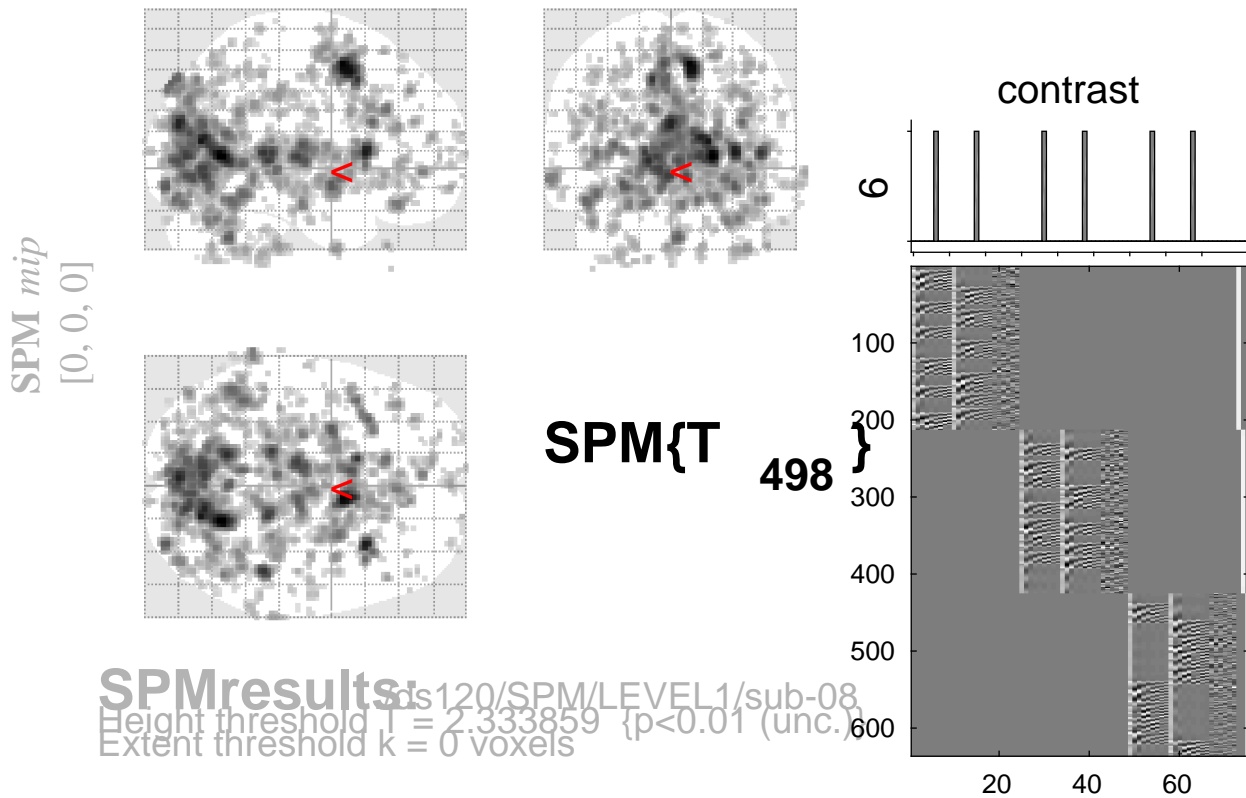 SPM mip
[0, 0, 0]
<
<
<
SPM{T498}
contrast
6
100
200
300
400
500
600
20
40
60
SPMresults: /ds120/SPM/LEVEL1/sub-08
Height threshold T = 2.333859 {p<0.01 (unc.)}
Extent threshold k = 0 voxels